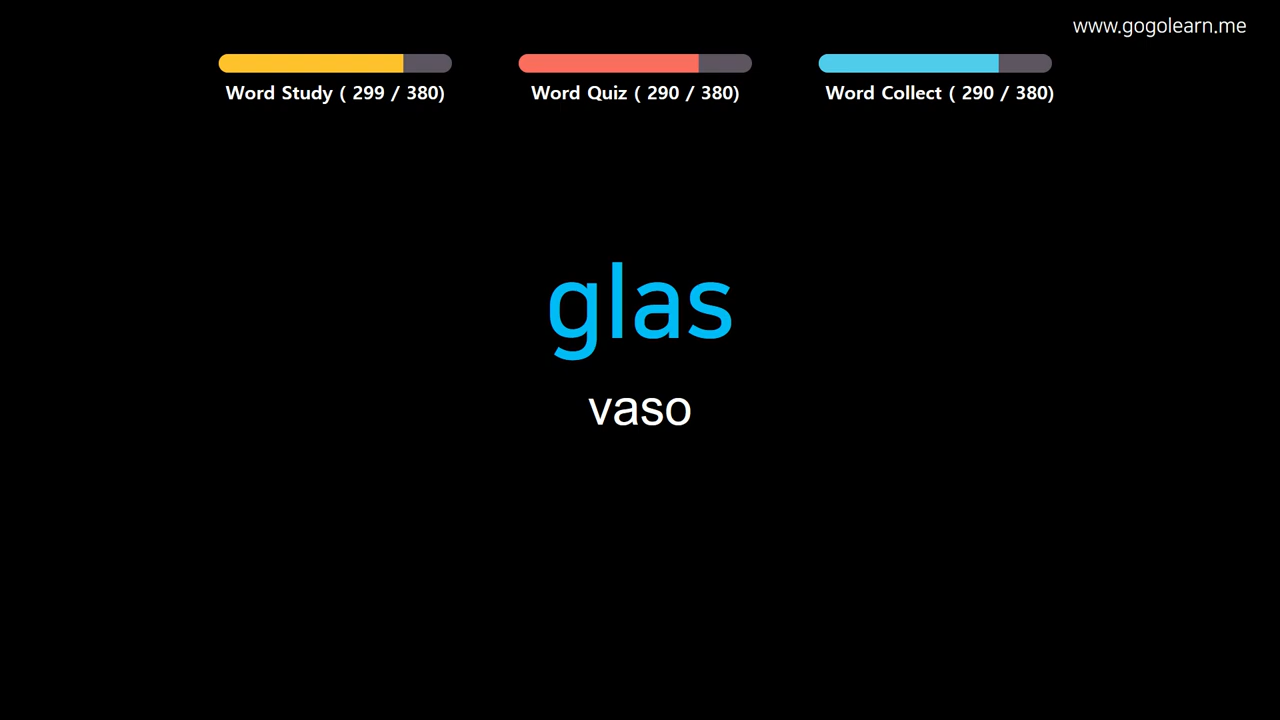 www.gogolearn.me
Word Study ( 299 / 380)
Word Quiz ( 290 / 380)
Word Collect ( 290 / 380)
glas
vaso